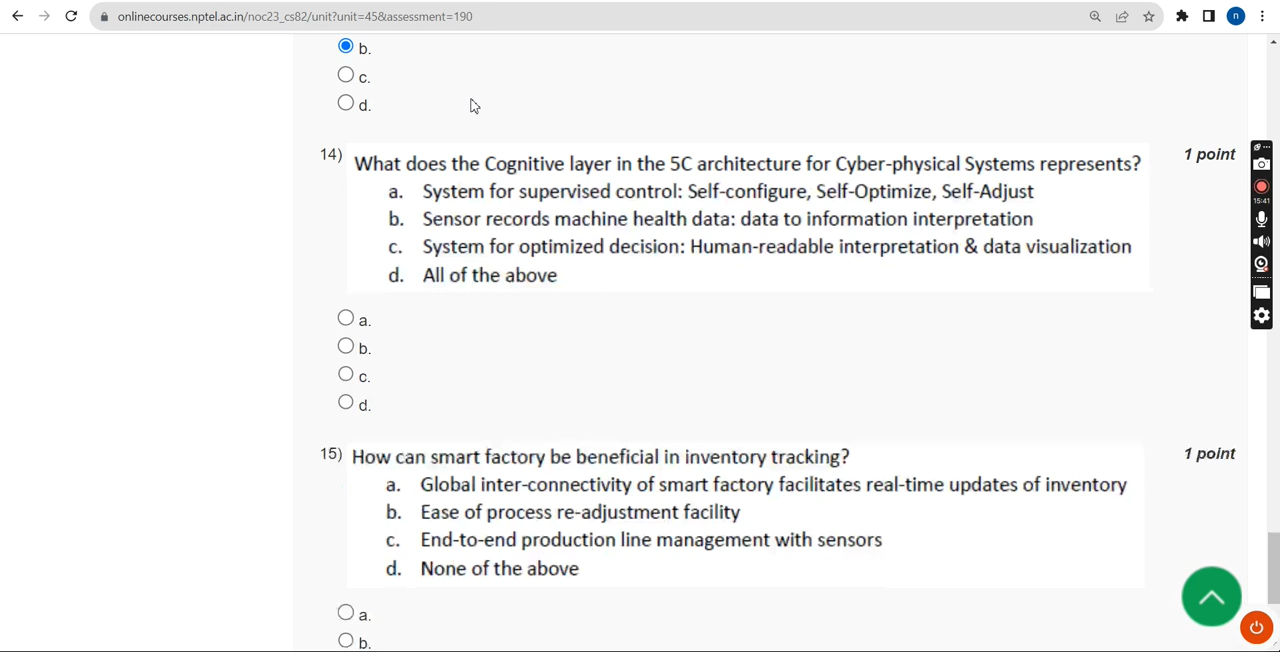 onlinecourses.nptel.ac.in/noc23_cs82/unit?unit=45&assessment=190
n
b.
c.
d.
14) What does the Cognitive layer in the 5C architecture for Cyber-physical Systems represents? 1 point
a. System for supervised control: Self-configure, Self-Optimize, Self-Adjust
b. Sensor records machine health data: data to information interpretation
c. System for optimized decision: Human-readable interpretation & data visualization
d. All of the above
a.
b.
c.
d.
15) How can smart factory be beneficial in inventory tracking? 1 point
a. Global inter-connectivity of smart factory facilitates real-time updates of inventory
b. Ease of process re-adjustment facility
c. End-to-end production line management with sensors
d. None of the above
a.
b.
15:41